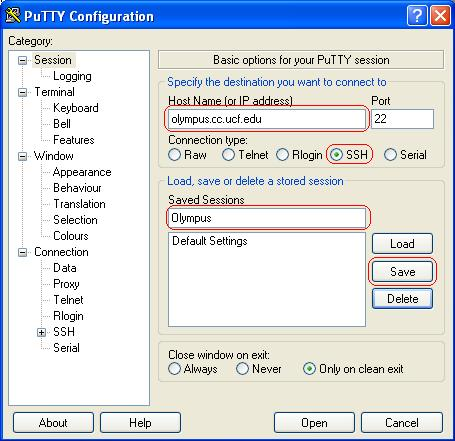 PuTTY Configuration
Category:
Session
Logging
Terminal
Keyboard
Bell
Features
Window
Appearance
Behaviour
Translation
Selection
Colours
Connection
Data
Proxy
Telnet
Rlogin
SSH
Serial
Basic options for your PuTTY session
Specify the destination you want to connect to
Host Name (or IP address) Port
olympus.cc.ucf.edu 22
Connection type:
Raw Telnet Rlogin SSH Serial
Load, save or delete a stored session
Saved Sessions
Olympus
Default Settings
Load
Save
Delete
Close window on exit:
Always Never Only on clean exit
About Help Open Cancel